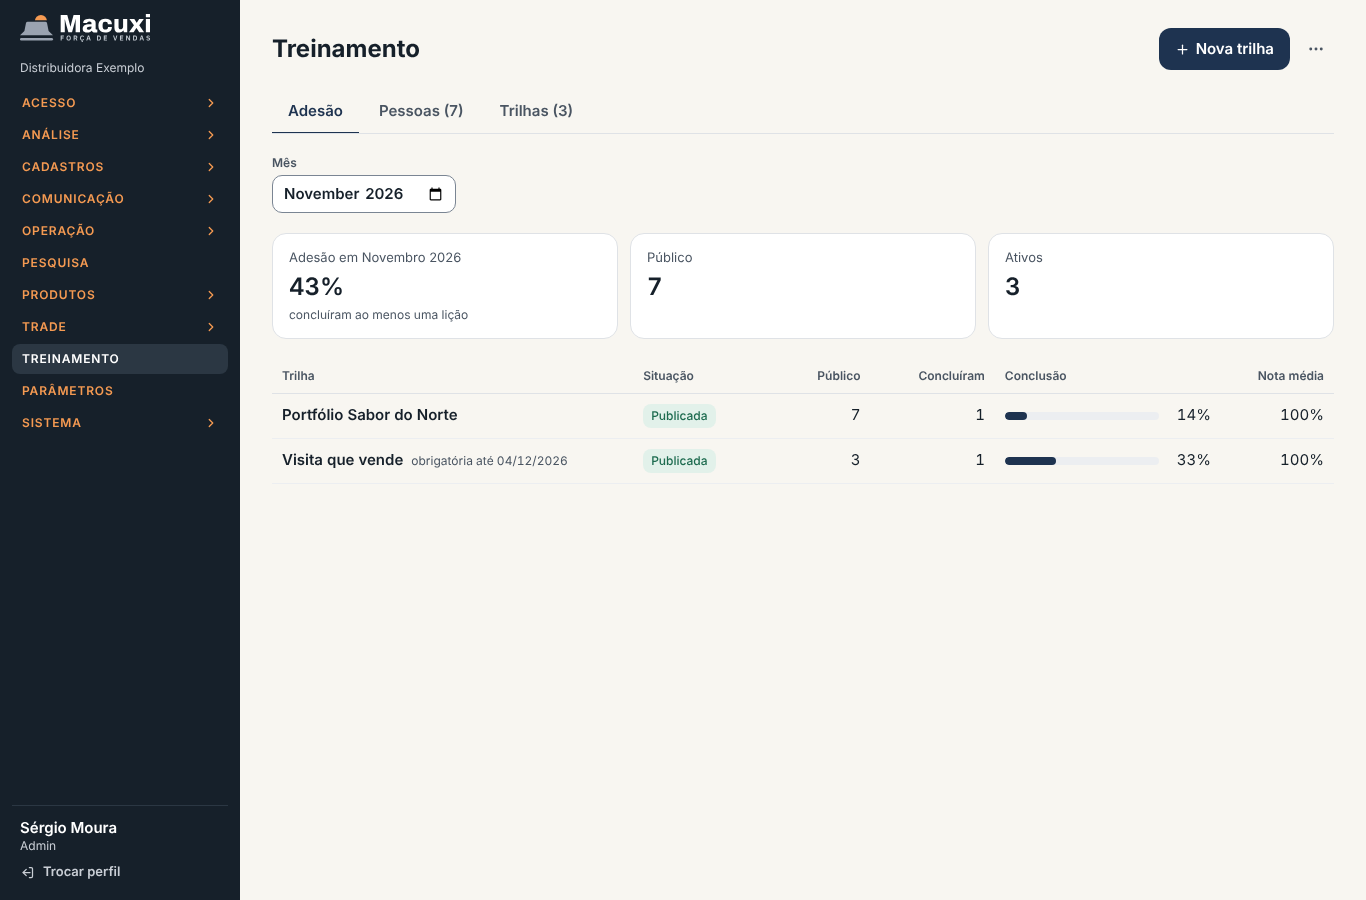 Macuxi
FORÇA DE VENDAS
Distribuidora Exemplo
ACESSO
ANÁLISE
CADASTROS
COMUNICAÇÃO
OPERAÇÃO
PESQUISA
PRODUTOS
TRADE
TREINAMENTO
PARÂMETROS
SISTEMA
Sérgio Moura
Admin
Trocar perfil
Treinamento
+ Nova trilha
Adesão Pessoas (7) Trilhas (3)
Mês
November 2026
Adesão em Novembro 2026
43%
concluíram ao menos uma lição
Público
7
Ativos
3
Trilha Situação Público Concluíram Conclusão Nota média
Portfólio Sabor do Norte Publicada 7 1 14% 100%
Visita que vende obrigatória até 04/12/2026 Publicada 3 1 33% 100%